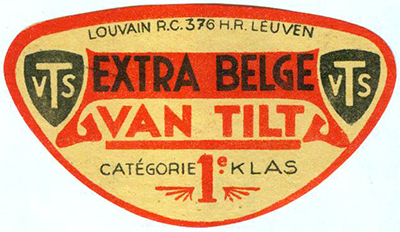 LOUVAIN R.C. 376 H.R. LEUVEN
VTS EXTRA BELGE VTS
VAN TILT
CATÉGORIE 1e KLAS